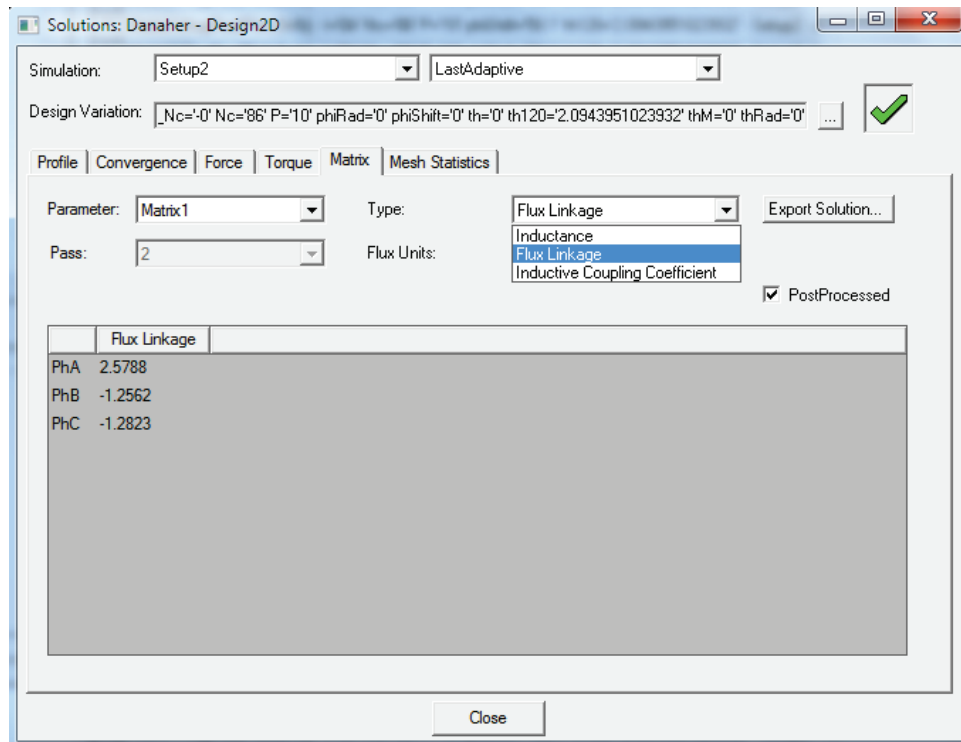 Solutions: Danaher - Design2D
Simulation: Setup2 LastAdaptive
Design Variation: _Nc='-0' Nc='86' P='10' phiRad='0' phiShift='0' th='0' th120='2.0943951023932' thM='0' thRad='0' ...
Profile Convergence Force Torque Matrix Mesh Statistics
Parameter: Matrix1 Type: Flux Linkage Export Solution...
Inductance
Pass: 2 Flux Units: Flux Linkage
Inductive Coupling Coefficient
PostProcessed
Flux Linkage
PhA 2.5788
PhB -1.2562
PhC -1.2823
Close